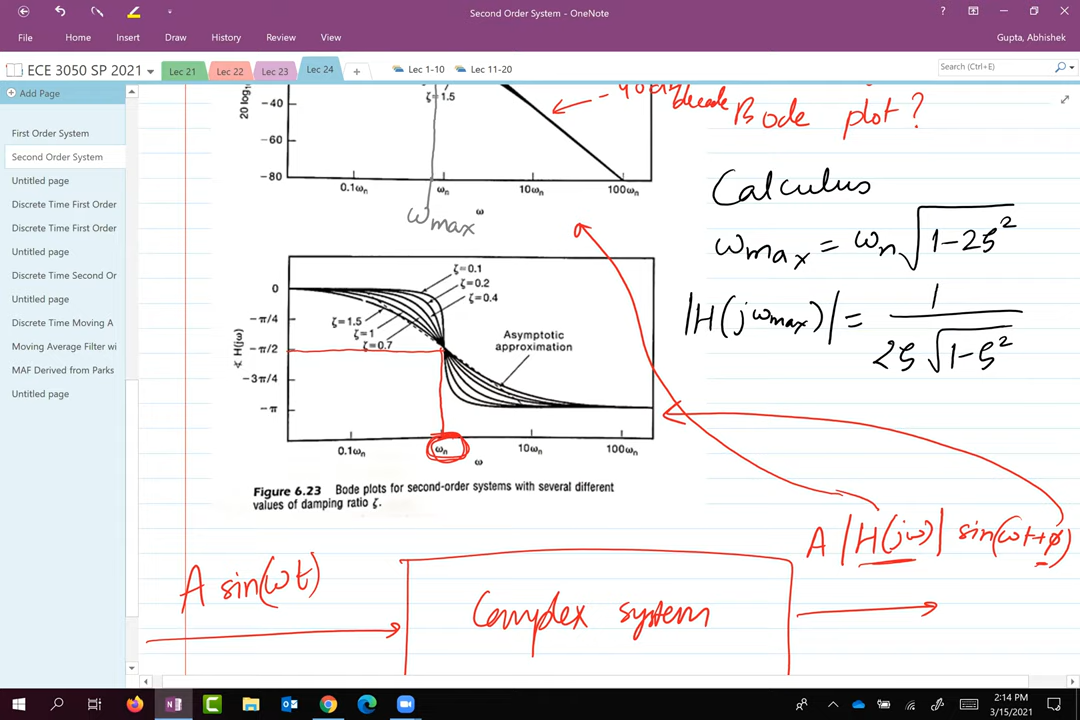 Second Order System - OneNote
Gupta, Abhishek
File Home Insert Draw History Review View
ECE 3050 SP 2021 Lec 21 Lec 22 Lec 23 Lec 24 + Lec 1-10 Lec 11-20
Search (Ctrl+E)
Add Page
First Order System
Second Order System
Untitled page
Discrete Time First Order
Discrete Time First Order
Untitled page
Discrete Time Second Or
Untitled page
Discrete Time Moving A
Moving Average Filter wi
MAF Derived from Parks
Untitled page
20 log
-40
-60
-80
ζ=1.5
0.1ωn ωn 10ωn 100ωn
ω
ωmax
decade
Bode plot?
Calculus
ωmax = ωn√1-2ζ²
|H(jωmax)| = 1
2ζ√1-ζ²
∢ H(jω)
0
-π/4
-π/2
-3π/4
-π
ζ=0.1
ζ=0.2
ζ=0.4
ζ=1.5
ζ=1
ζ=0.7
Asymptotic
approximation
0.1ωn ωn 10ωn 100ωn
ω
Figure 6.23 Bode plots for second-order systems with several different
values of damping ratio ζ.
A |H(jω)| sin(ωt+φ)
A sin(ωt)
Complex system
2:14 PM
3/15/2021